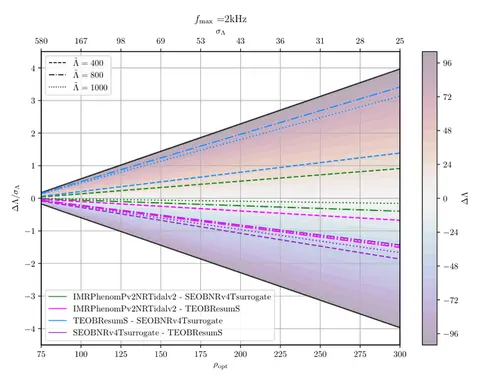 f_max =2kHz
σ_Λ
580 167 98 69 53 43 36 31 28 25
Λ̃ = 400
Λ̃ = 800
Λ̃ = 1000
4
3
2
1
0
−1
−2
−3
−4
ΔΛ/σ_Λ
IMRPhenomPv2NRTidalv2 - SEOBNRv4Tsurrogate
IMRPhenomPv2NRTidalv2 - TEOBResumS
TEOBResumS - SEOBNRv4Tsurrogate
SEOBNRv4Tsurrogate - TEOBResumS
75 100 125 150 175 200 225 250 275 300
ρ_opt
96
72
48
24
0
−24
−48
−72
−96
ΔΛ